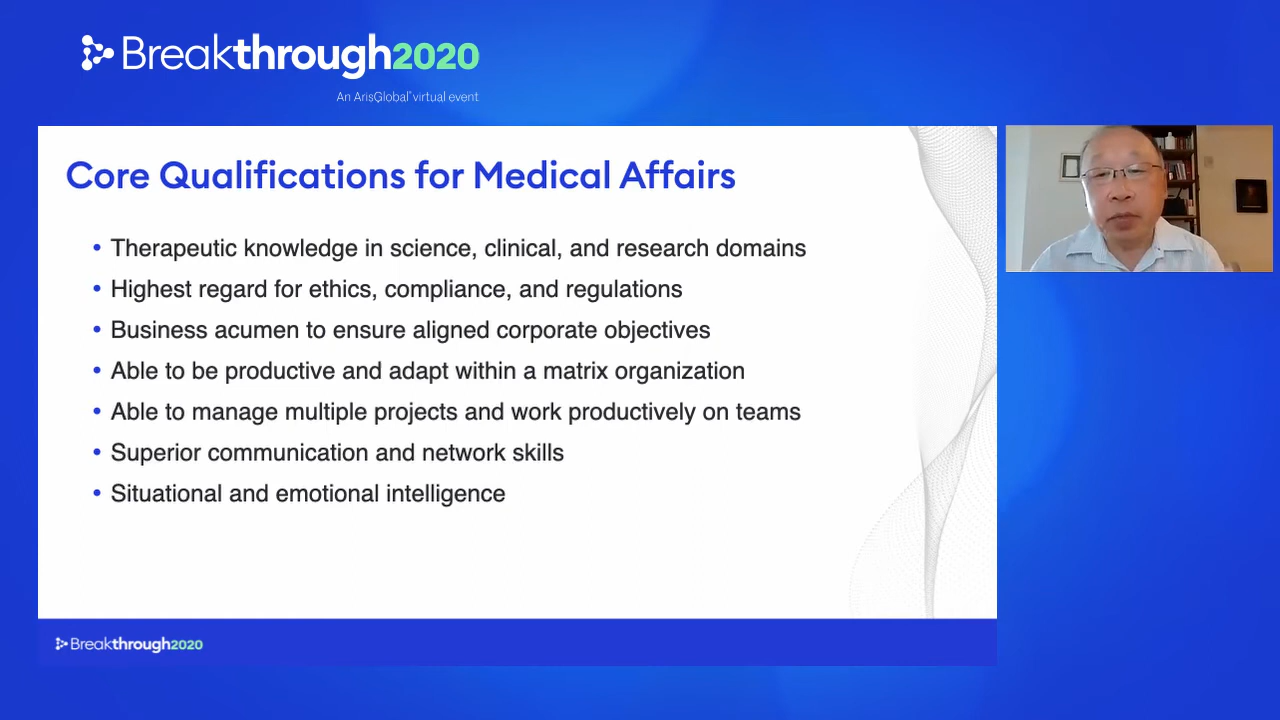 Breakthrough2020
An ArisGlobal® virtual event
Core Qualifications for Medical Affairs
• Therapeutic knowledge in science, clinical, and research domains
• Highest regard for ethics, compliance, and regulations
• Business acumen to ensure aligned corporate objectives
• Able to be productive and adapt within a matrix organization
• Able to manage multiple projects and work productively on teams
• Superior communication and network skills
• Situational and emotional intelligence
Breakthrough2020